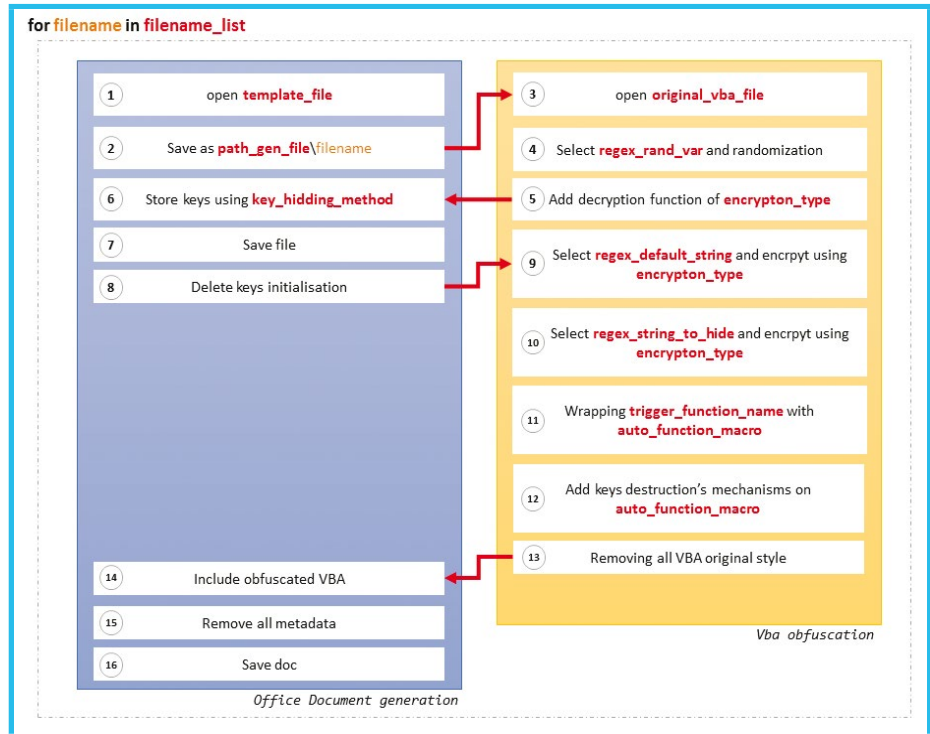 for filename in filename_list
1
open template_file
2
Save as path_gen_file\filename
6
Store keys using key_hidding_method
7
Save file
8
Delete keys initialisation
14
Include obfuscated VBA
15
Remove all metadata
16
Save doc
Office Document generation
3
open original_vba_file
4
Select regex_rand_var and randomization
5
Add decryption function of encrypton_type
9
Select regex_default_string and encrpyt using
encrypton_type
10
Select regex_string_to_hide and encrpyt using
encrypton_type
11
Wrapping trigger_function_name with
auto_function_macro
12
Add keys destruction's mechanisms on
auto_function_macro
13
Removing all VBA original style
Vba obfuscation